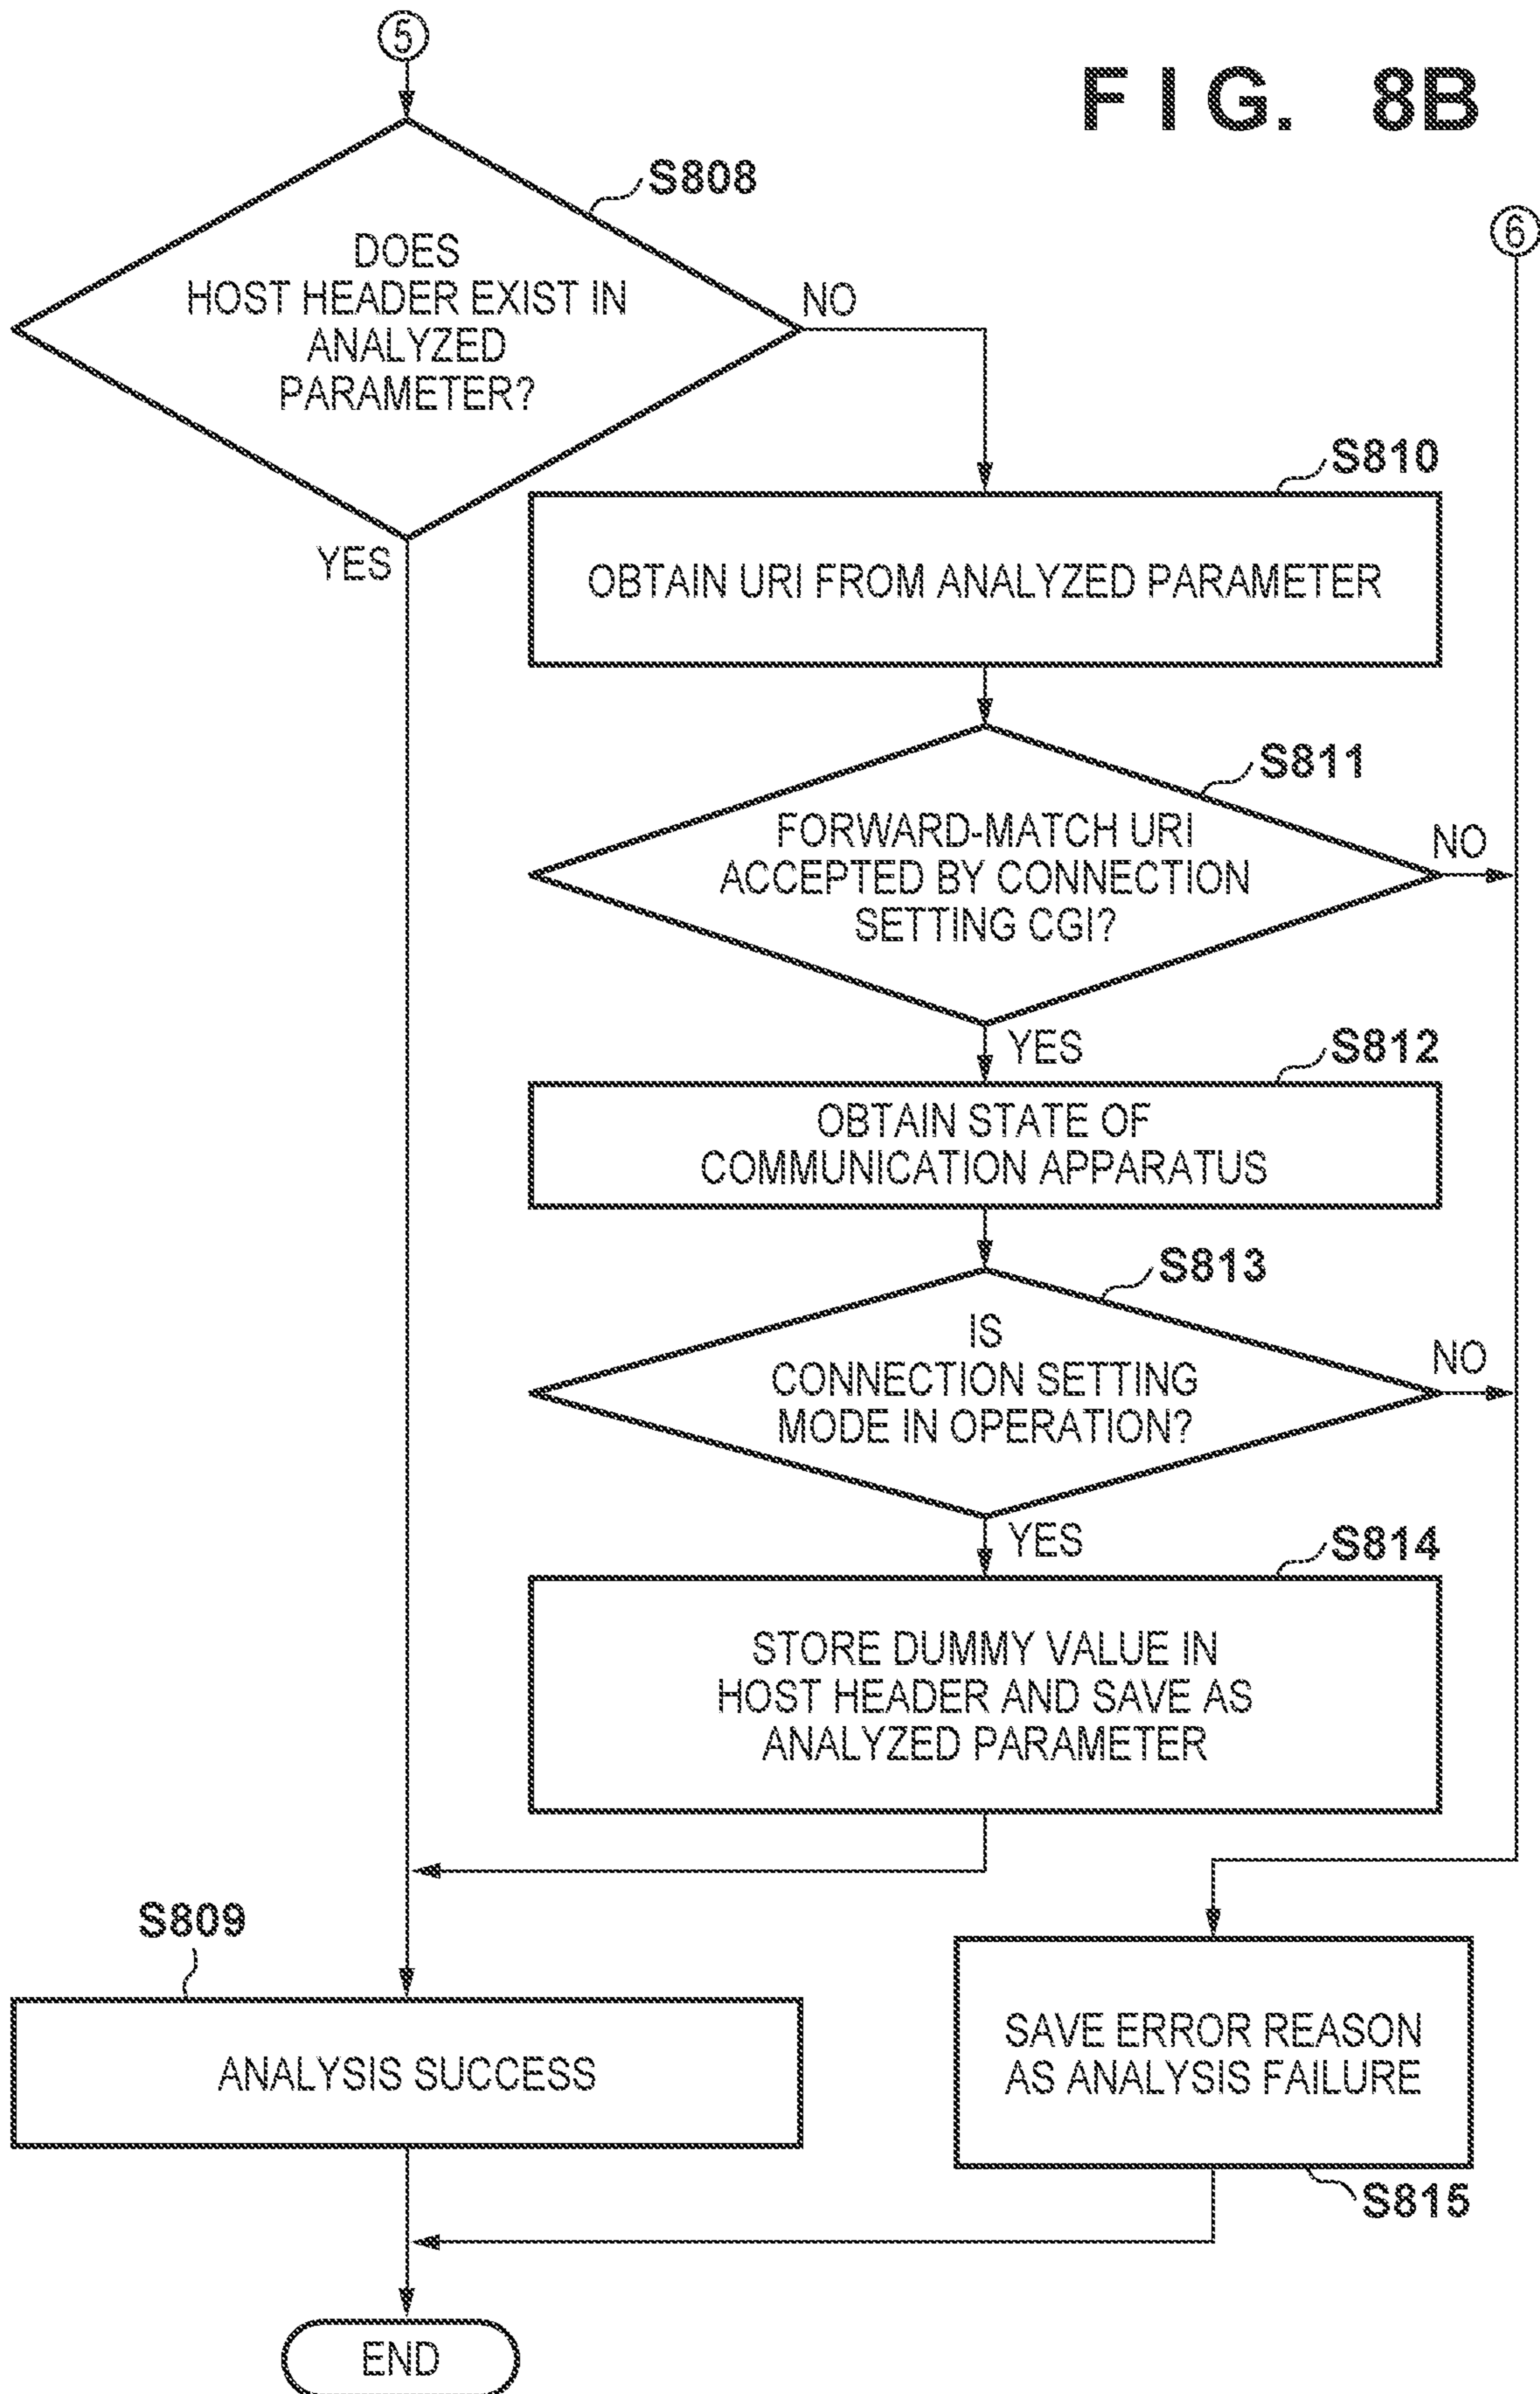 5
FIG. 8B
S808
6
DOES
HOST HEADER EXIST IN
ANALYZED
PARAMETER?
NO
YES
S810
OBTAIN URI FROM ANALYZED PARAMETER
S811
FORWARD-MATCH URI
ACCEPTED BY CONNECTION
SETTING CGI?
NO
YES
S812
OBTAIN STATE OF
COMMUNICATION APPARATUS
S813
IS
CONNECTION SETTING
MODE IN OPERATION?
NO
YES
S814
STORE DUMMY VALUE IN
HOST HEADER AND SAVE AS
ANALYZED PARAMETER
S809
ANALYSIS SUCCESS
SAVE ERROR REASON
AS ANALYSIS FAILURE
S815
END